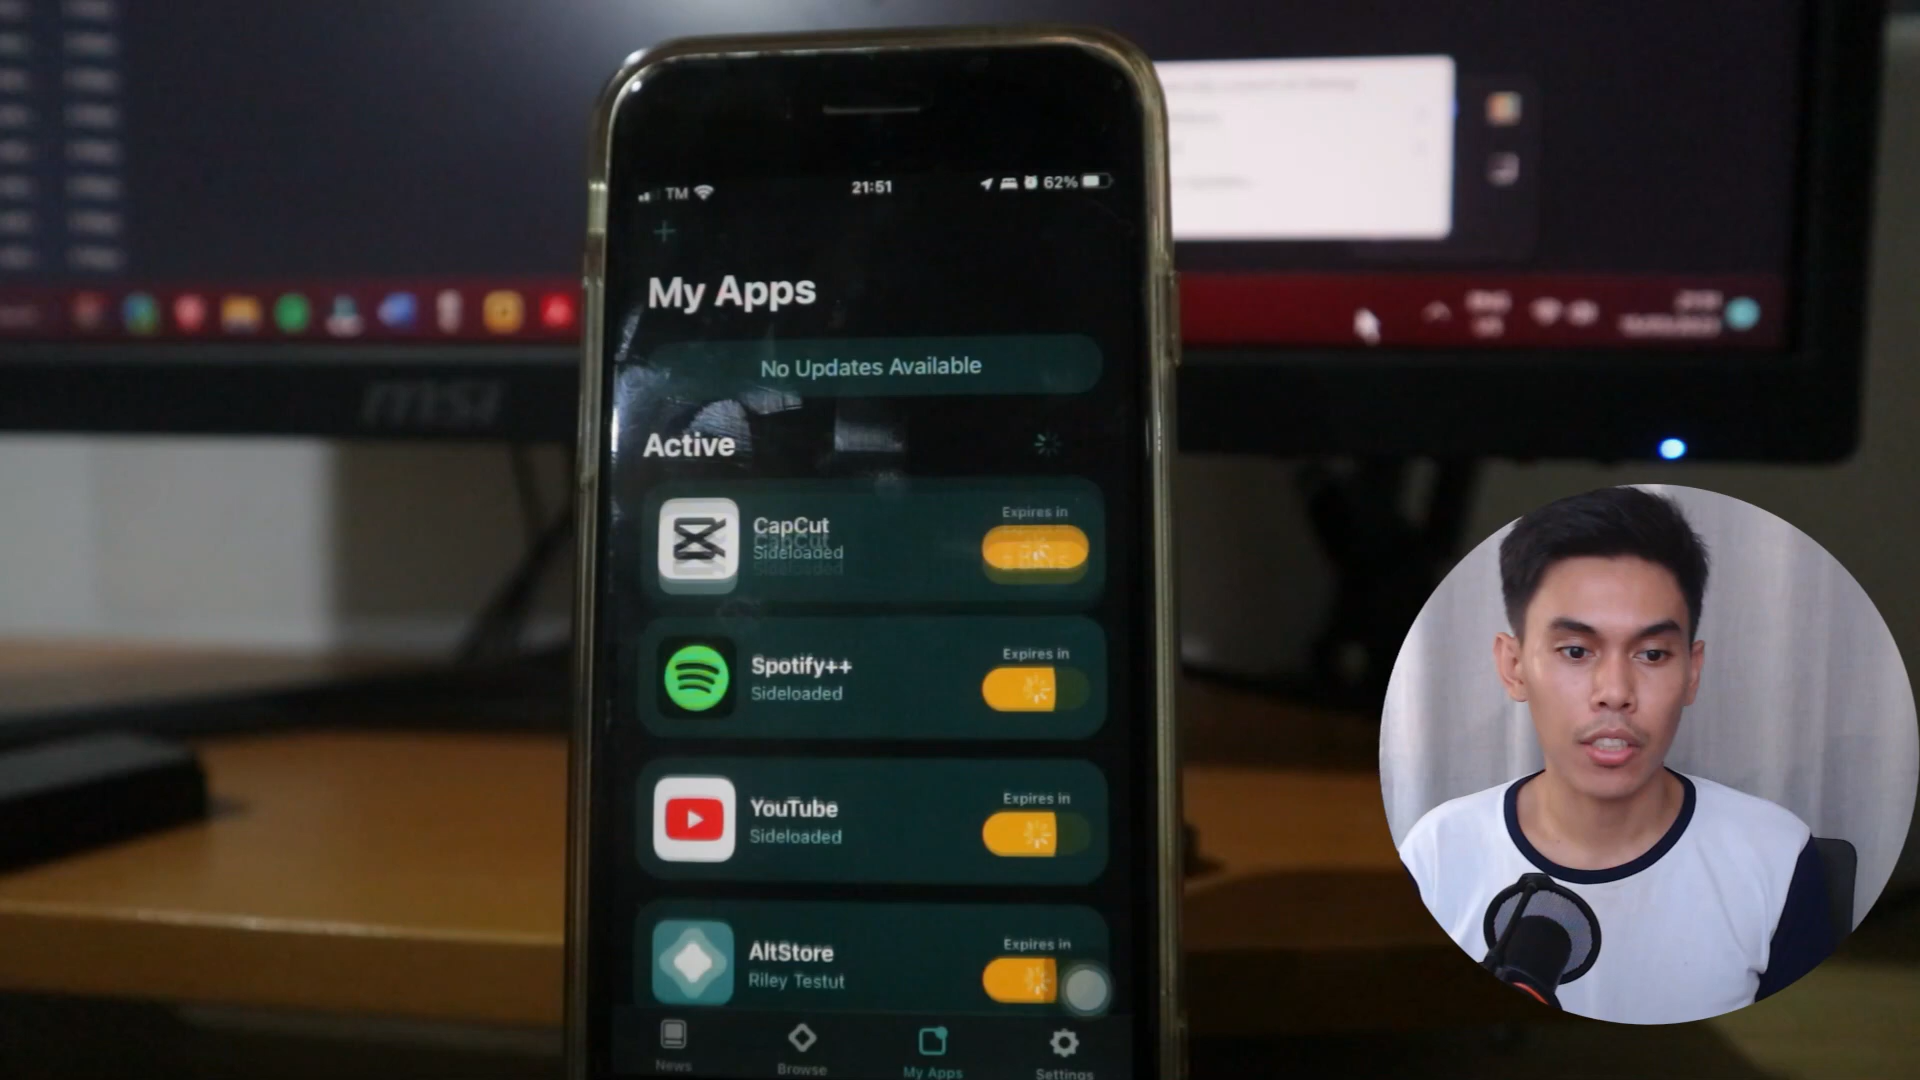 TM 21:51 62%
My Apps
No Updates Available
Active
CapCut
Sideloaded
Expires in
Spotify++
Sideloaded
Expires in
YouTube
Sideloaded
Expires in
AltStore
Riley Testut
Expires in
News Browse My Apps Settings
msi